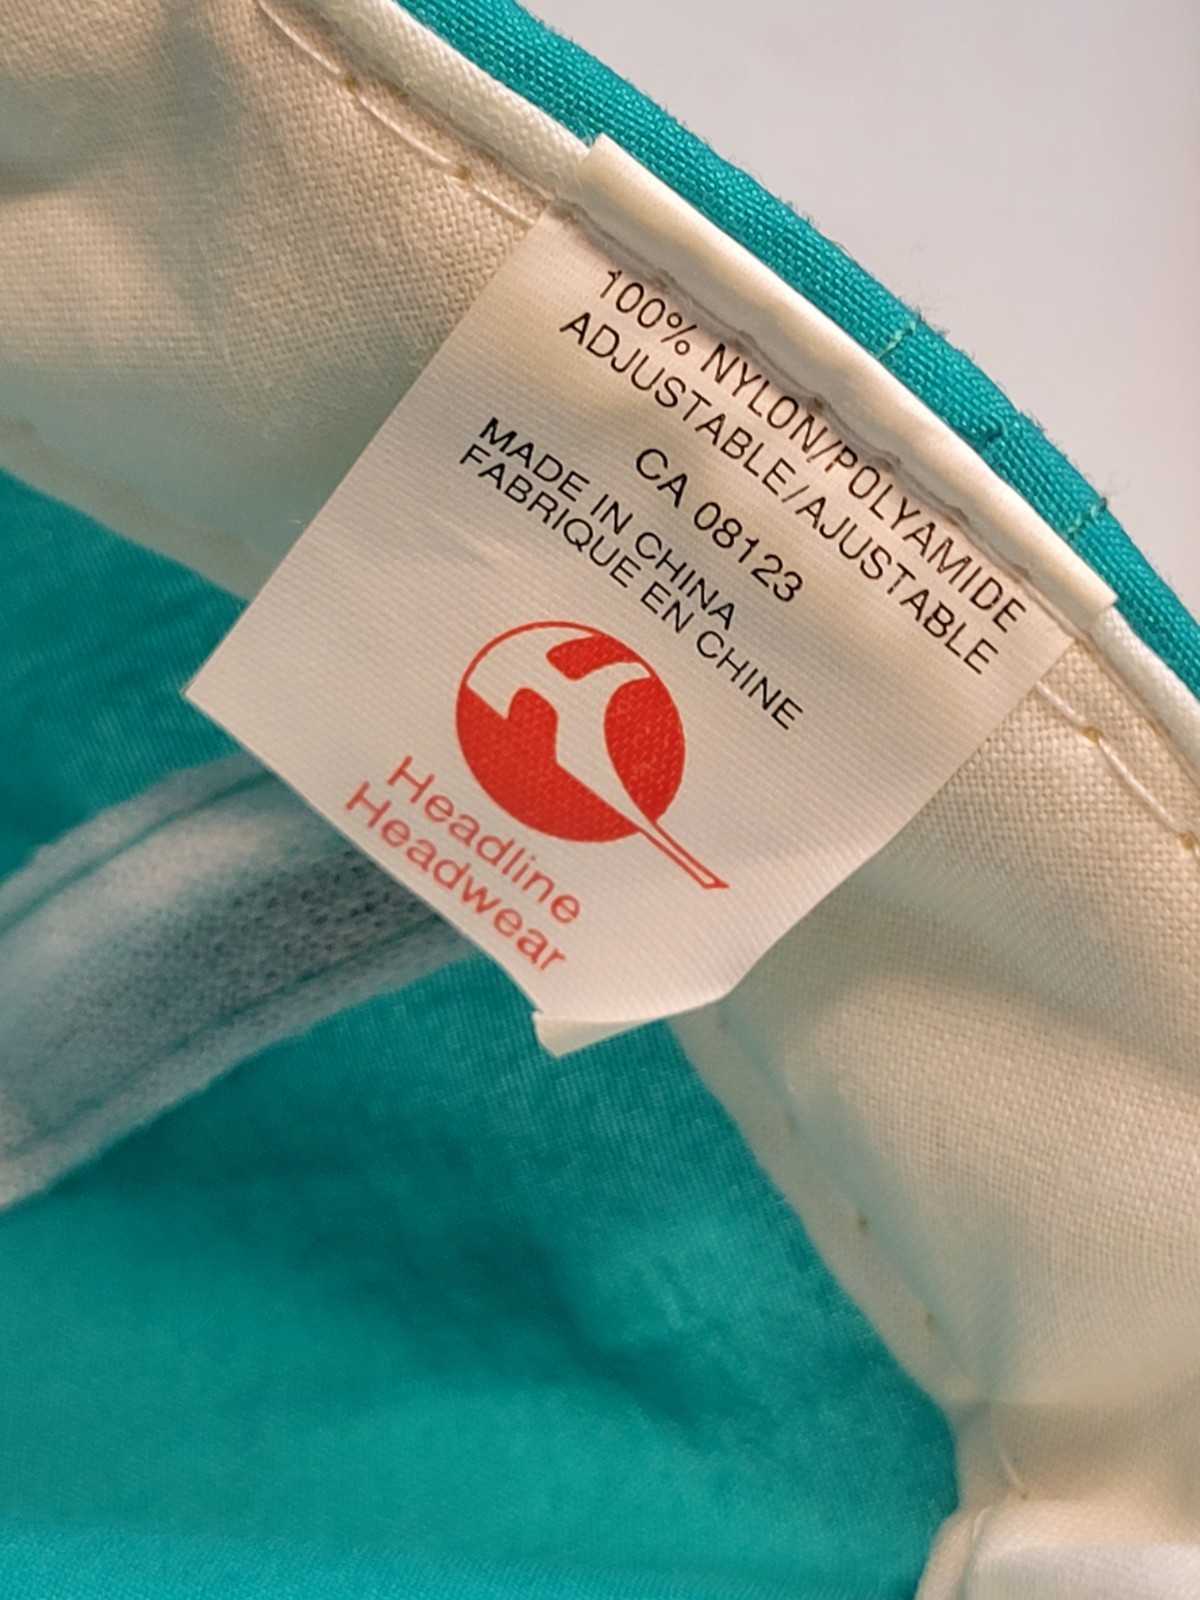 100% NYLON/POLYAMIDE
ADJUSTABLE/AJUSTABLE
CA 08123
MADE IN CHINA
FABRIQUE EN CHINE
Headline
Headwear